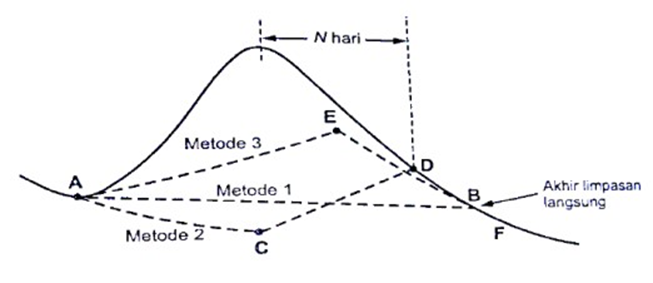 N hari
E
Metode 3
D
A
Metode 1
B
Akhir limpasan
langsung
Metode 2
C
F